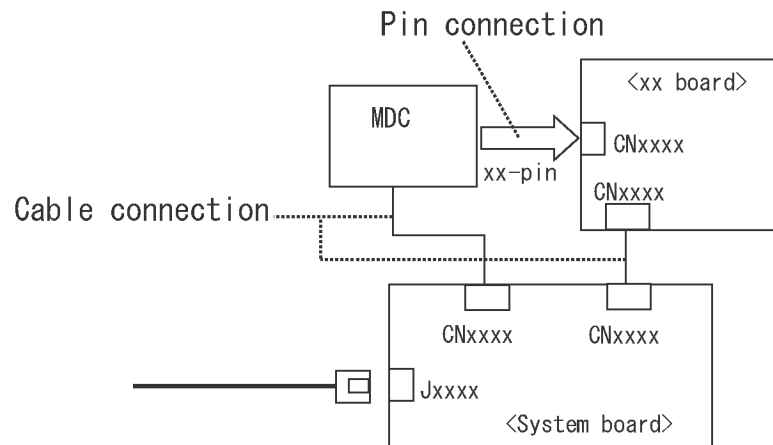 Pin connection
<xx board>
MDC
CNxxxx
xx-pin
CNxxxx
Cable connection
CNxxxx
CNxxxx
Jxxxx
<System board>